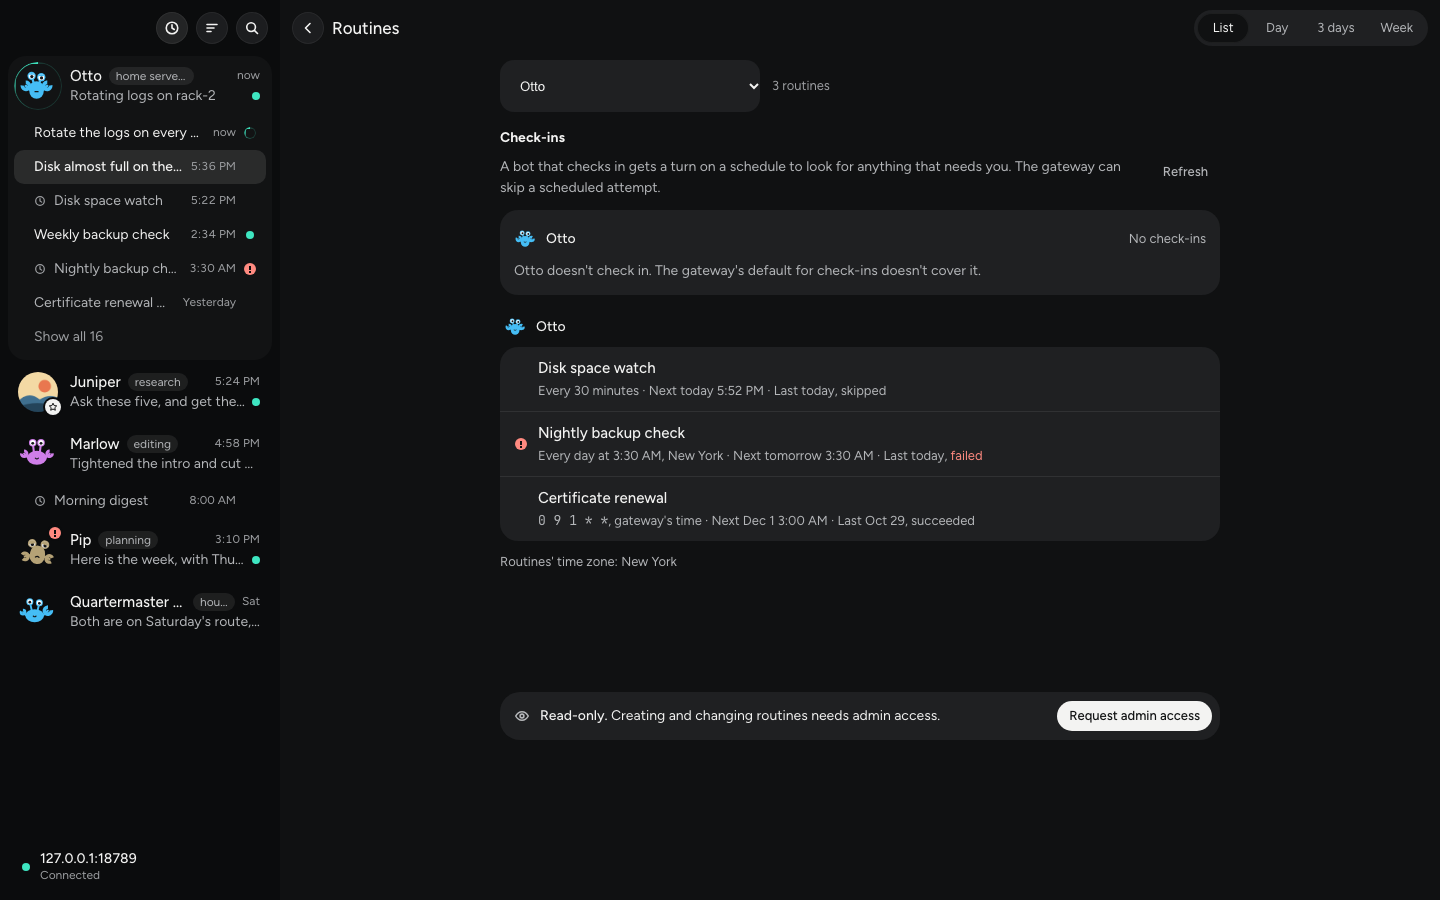 Routines
List
Day
3 days
Week
Otto
home serve...
now
Rotating logs on rack-2
Rotate the logs on every ...
now
Disk almost full on the...
5:36 PM
Disk space watch
5:22 PM
Weekly backup check
2:34 PM
Nightly backup ch...
3:30 AM
Certificate renewal ...
Yesterday
Show all 16
Juniper
research
5:24 PM
Ask these five, and get the...
Marlow
editing
4:58 PM
Tightened the intro and cut ...
Morning digest
8:00 AM
Pip
planning
3:10 PM
Here is the week, with Thu...
Quartermaster ...
hou...
Sat
Both are on Saturday's route,...
127.0.0.1:18789
Connected
Otto
3 routines
Check-ins
A bot that checks in gets a turn on a schedule to look for anything that needs you. The gateway can
skip a scheduled attempt.
Refresh
Otto
No check-ins
Otto doesn't check in. The gateway's default for check-ins doesn't cover it.
Otto
Disk space watch
Every 30 minutes · Next today 5:52 PM · Last today, skipped
Nightly backup check
Every day at 3:30 AM, New York · Next tomorrow 3:30 AM · Last today, failed
Certificate renewal
0 9 1 * *, gateway's time · Next Dec 1 3:00 AM · Last Oct 29, succeeded
Routines' time zone: New York
Read-only. Creating and changing routines needs admin access.
Request admin access